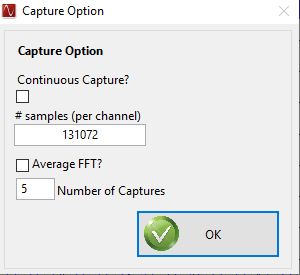 Capture Option
Capture Option
Continuous Capture?
# samples (per channel)
131072
Average FFT?
5 Number of Captures
OK